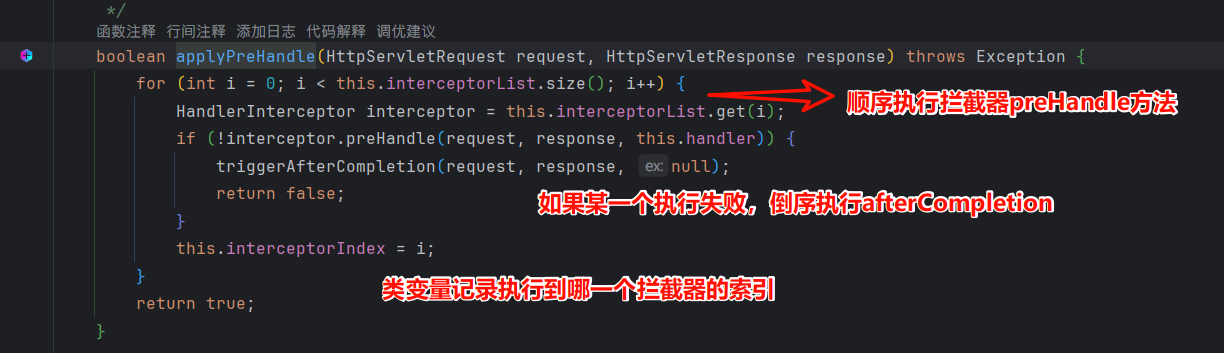 */
函数注释 行间注释 添加日志 代码解释 调优建议
boolean applyPreHandle(HttpServletRequest request, HttpServletResponse response) throws Exception {
for (int i = 0; i < this.interceptorList.size(); i++) {
顺序执行拦截器preHandle方法
HandlerInterceptor interceptor = this.interceptorList.get(i);
if (!interceptor.preHandle(request, response, this.handler)) {
triggerAfterCompletion(request, response, ex: null);
return false;
如果某一个执行失败，倒序执行afterCompletion
}
this.interceptorIndex = i;
}
类变量记录执行到哪一个拦截器的索引
return true;
}